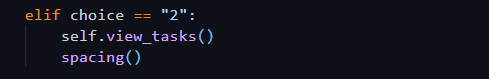 elif choice == "2":
    self.view_tasks()
    spacing()